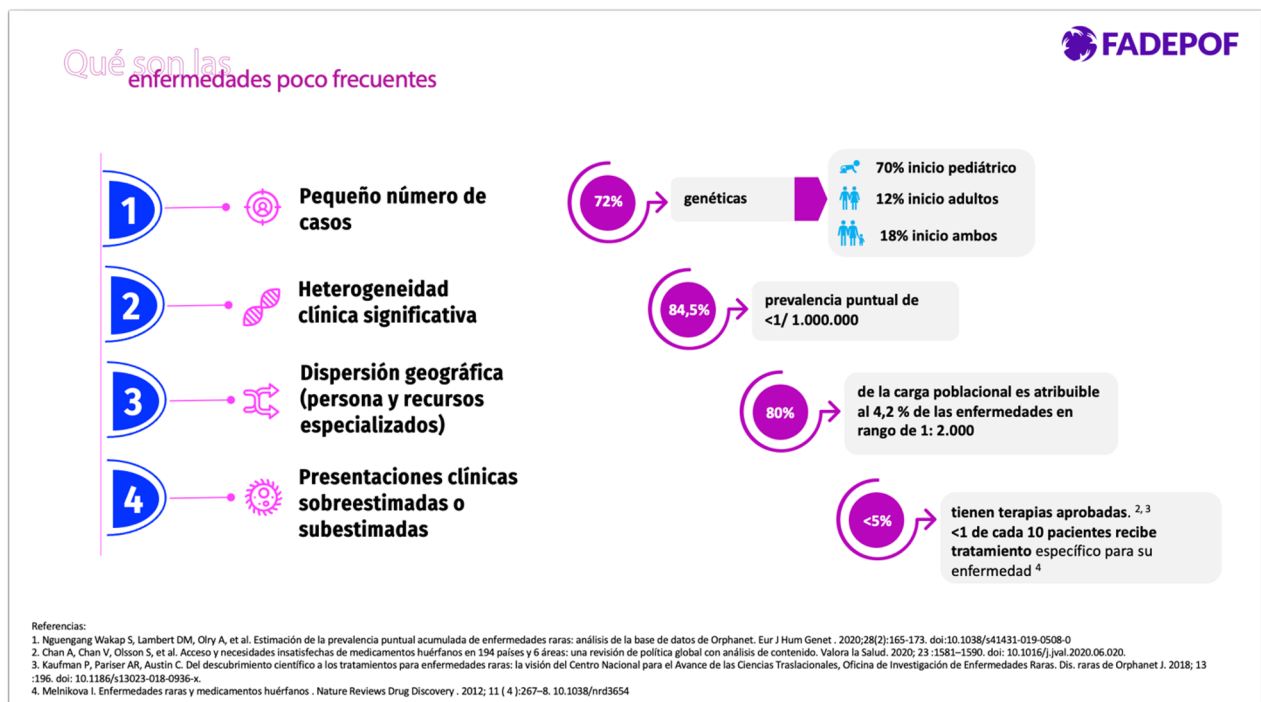 Qué son las
enfermedades poco frecuentes
FADEPOF
1
Pequeño número de
casos
2
Heterogeneidad
clínica significativa
3
Dispersión geográfica
(persona y recursos
especializados)
4
Presentaciones clínicas
sobreestimadas o
subestimadas
72%
genéticas
70% inicio pediátrico
12% inicio adultos
18% inicio ambos
84,5%
prevalencia puntual de
<1/ 1.000.000
80%
de la carga poblacional es atribuible
al 4,2 % de las enfermedades en
rango de 1: 2.000
<5%
tienen terapias aprobadas. 2, 3
<1 de cada 10 pacientes recibe
tratamiento específico para su
enfermedad 4
Referencias:
1. Nguengang Wakap S, Lambert DM, Olry A, et al. Estimación de la prevalencia puntual acumulada de enfermedades raras: análisis de la base de datos de Orphanet. Eur J Hum Genet . 2020;28(2):165-173. doi:10.1038/s41431-019-0508-0
2. Chan A, Chan V, Olsson S, et al. Acceso y necesidades insatisfechas de medicamentos huérfanos en 194 países y 6 áreas: una revisión de política global con análisis de contenido. Valora la Salud. 2020; 23 :1581–1590. doi: 10.1016/j.jval.2020.06.020.
3. Kaufman P, Pariser AR, Austin C. Del descubrimiento científico a los tratamientos para enfermedades raras: la visión del Centro Nacional para el Avance de las Ciencias Traslacionales, Oficina de Investigación de Enfermedades Raras. Dis. raras de Orphanet J. 2018; 13
:196. doi: 10.1186/s13023-018-0936-x.
4. Melnikova I. Enfermedades raras y medicamentos huérfanos . Nature Reviews Drug Discovery . 2012; 11 ( 4 ):267–8. 10.1038/nrd3654